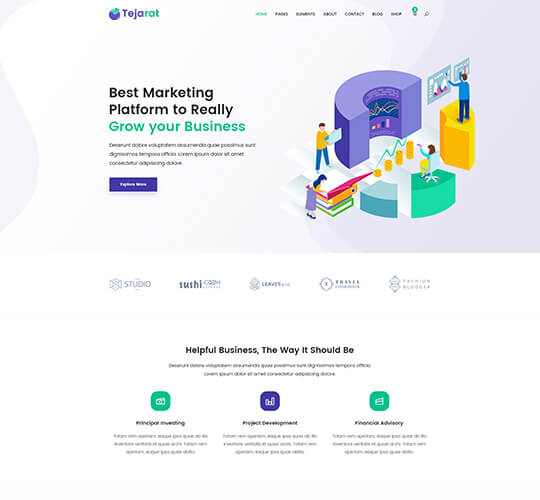 Tejarat
HOME PAGES ELEMENTS ABOUT CONTACT BLOG SHOP
Best Marketing
Platform to Really
Grow your Business
Deserunt dolore voluptatem assumenda quae possimus sunt
dignissimos tempora officiis. Lorem ipsum dolor sit amet
consectetur adipisicing dolore.
Explore More
STUDIO
sushi
LEAVES
TRAVEL
FASHION
BLOGGER
Helpful Business, The Way It Should Be
Deserunt dolore voluptatem assumenda quae possimus sunt dignissimos tempora officiis.
Lorem ipsum dolor sit amet consectetur adipisicing dolore.
Principal Investing
Project Development
Financial Advisory
Totam rem aperiam, eaque ipsa quae ab illo
inventore veritatis et quasi archi. Totam rem
aperiam, eaque ipsa quae abillo.
Totam rem aperiam, eaque ipsa quae ab illo
inventore veritatis et quasi archi. Totam rem
aperiam, eaque ipsa quae abillo.
Totam rem aperiam, eaque ipsa quae ab illo
inventore veritatis et quasi archi. Totam rem
aperiam, eaque ipsa quae abillo.